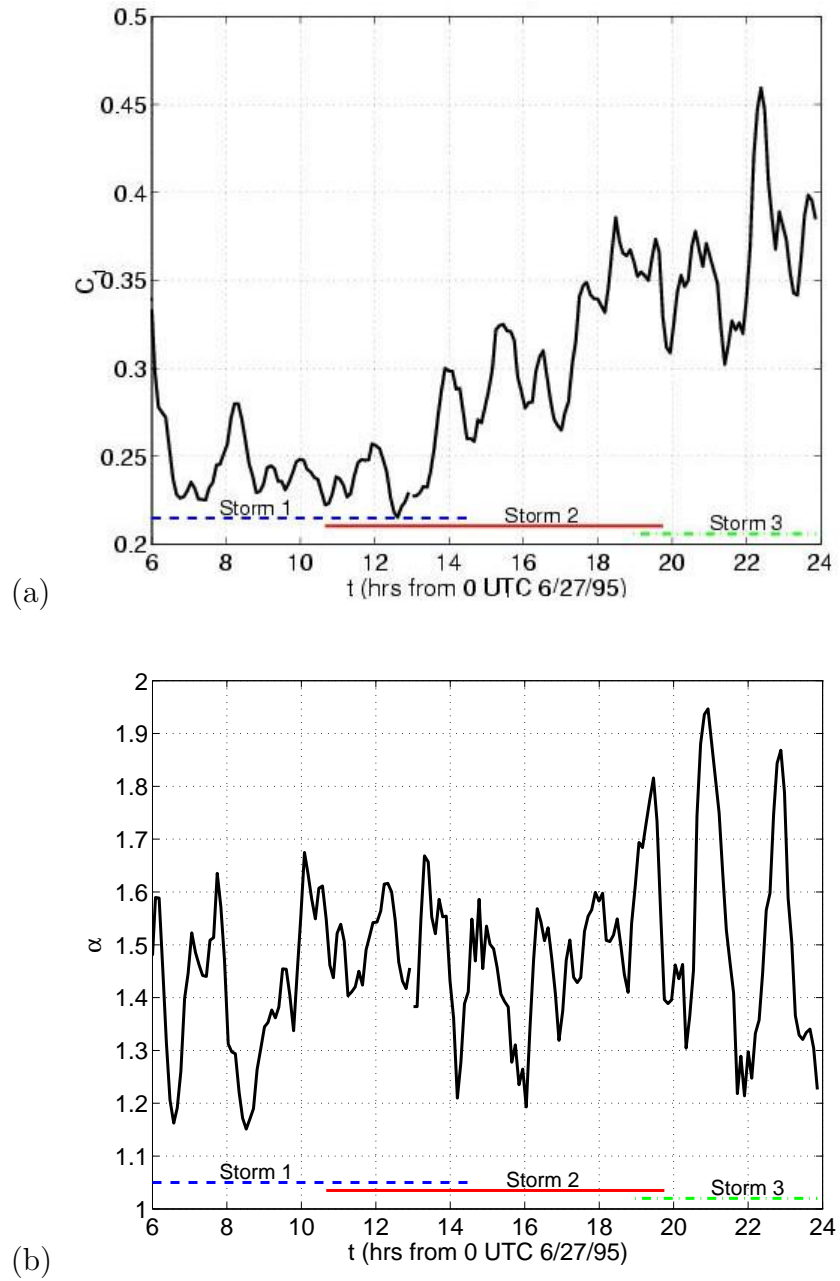 0.5
0.45
0.4
0.35
0.3
0.25
0.2
C_d
Storm 1
Storm 2
Storm 3
6 8 10 12 14 16 18 20 22 24
t (hrs from 0 UTC 6/27/95)
(a)
2
1.9
1.8
1.7
1.6
1.5
1.4
1.3
1.2
1.1
1
α
Storm 1
Storm 2
Storm 3
6 8 10 12 14 16 18 20 22 24
t (hrs from 0 UTC 6/27/95)
(b)